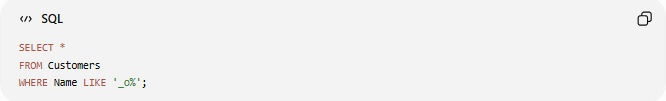 SQL
SELECT *
FROM Customers
WHERE Name LIKE '_o%';